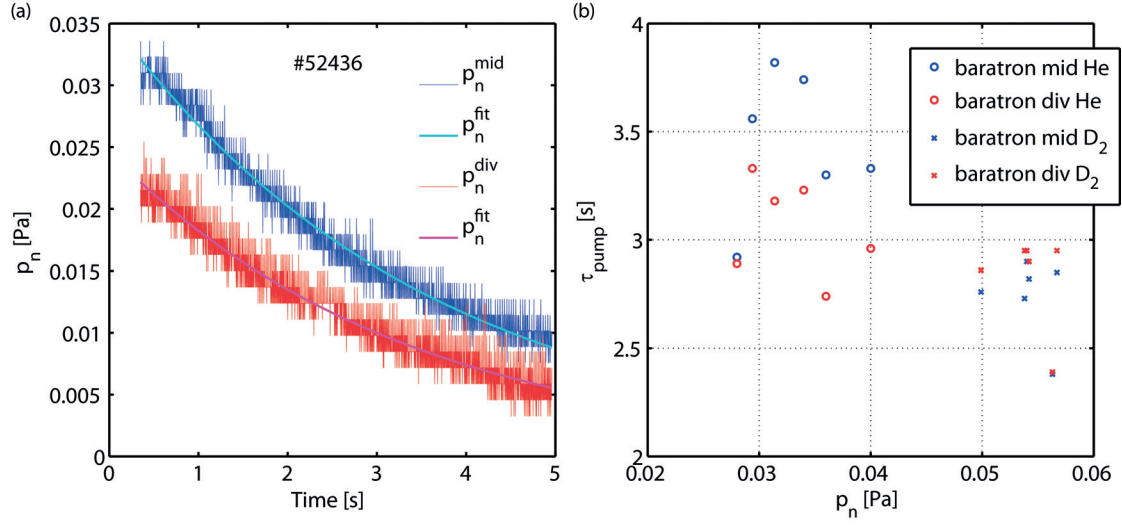 (a)
0.035
0.03
0.025
0.02
0.015
0.01
0.005
0
p_n [Pa]
#52436
p_n^mid
p_n^fit
p_n^div
p_n^fit
0 1 2 3 4 5
Time [s]
(b)
4
3.5
3
2.5
2
τ_pump [s]
baratron mid He
baratron div He
baratron mid D_2
baratron div D_2
0.02 0.03 0.04 0.05 0.06
p_n [Pa]